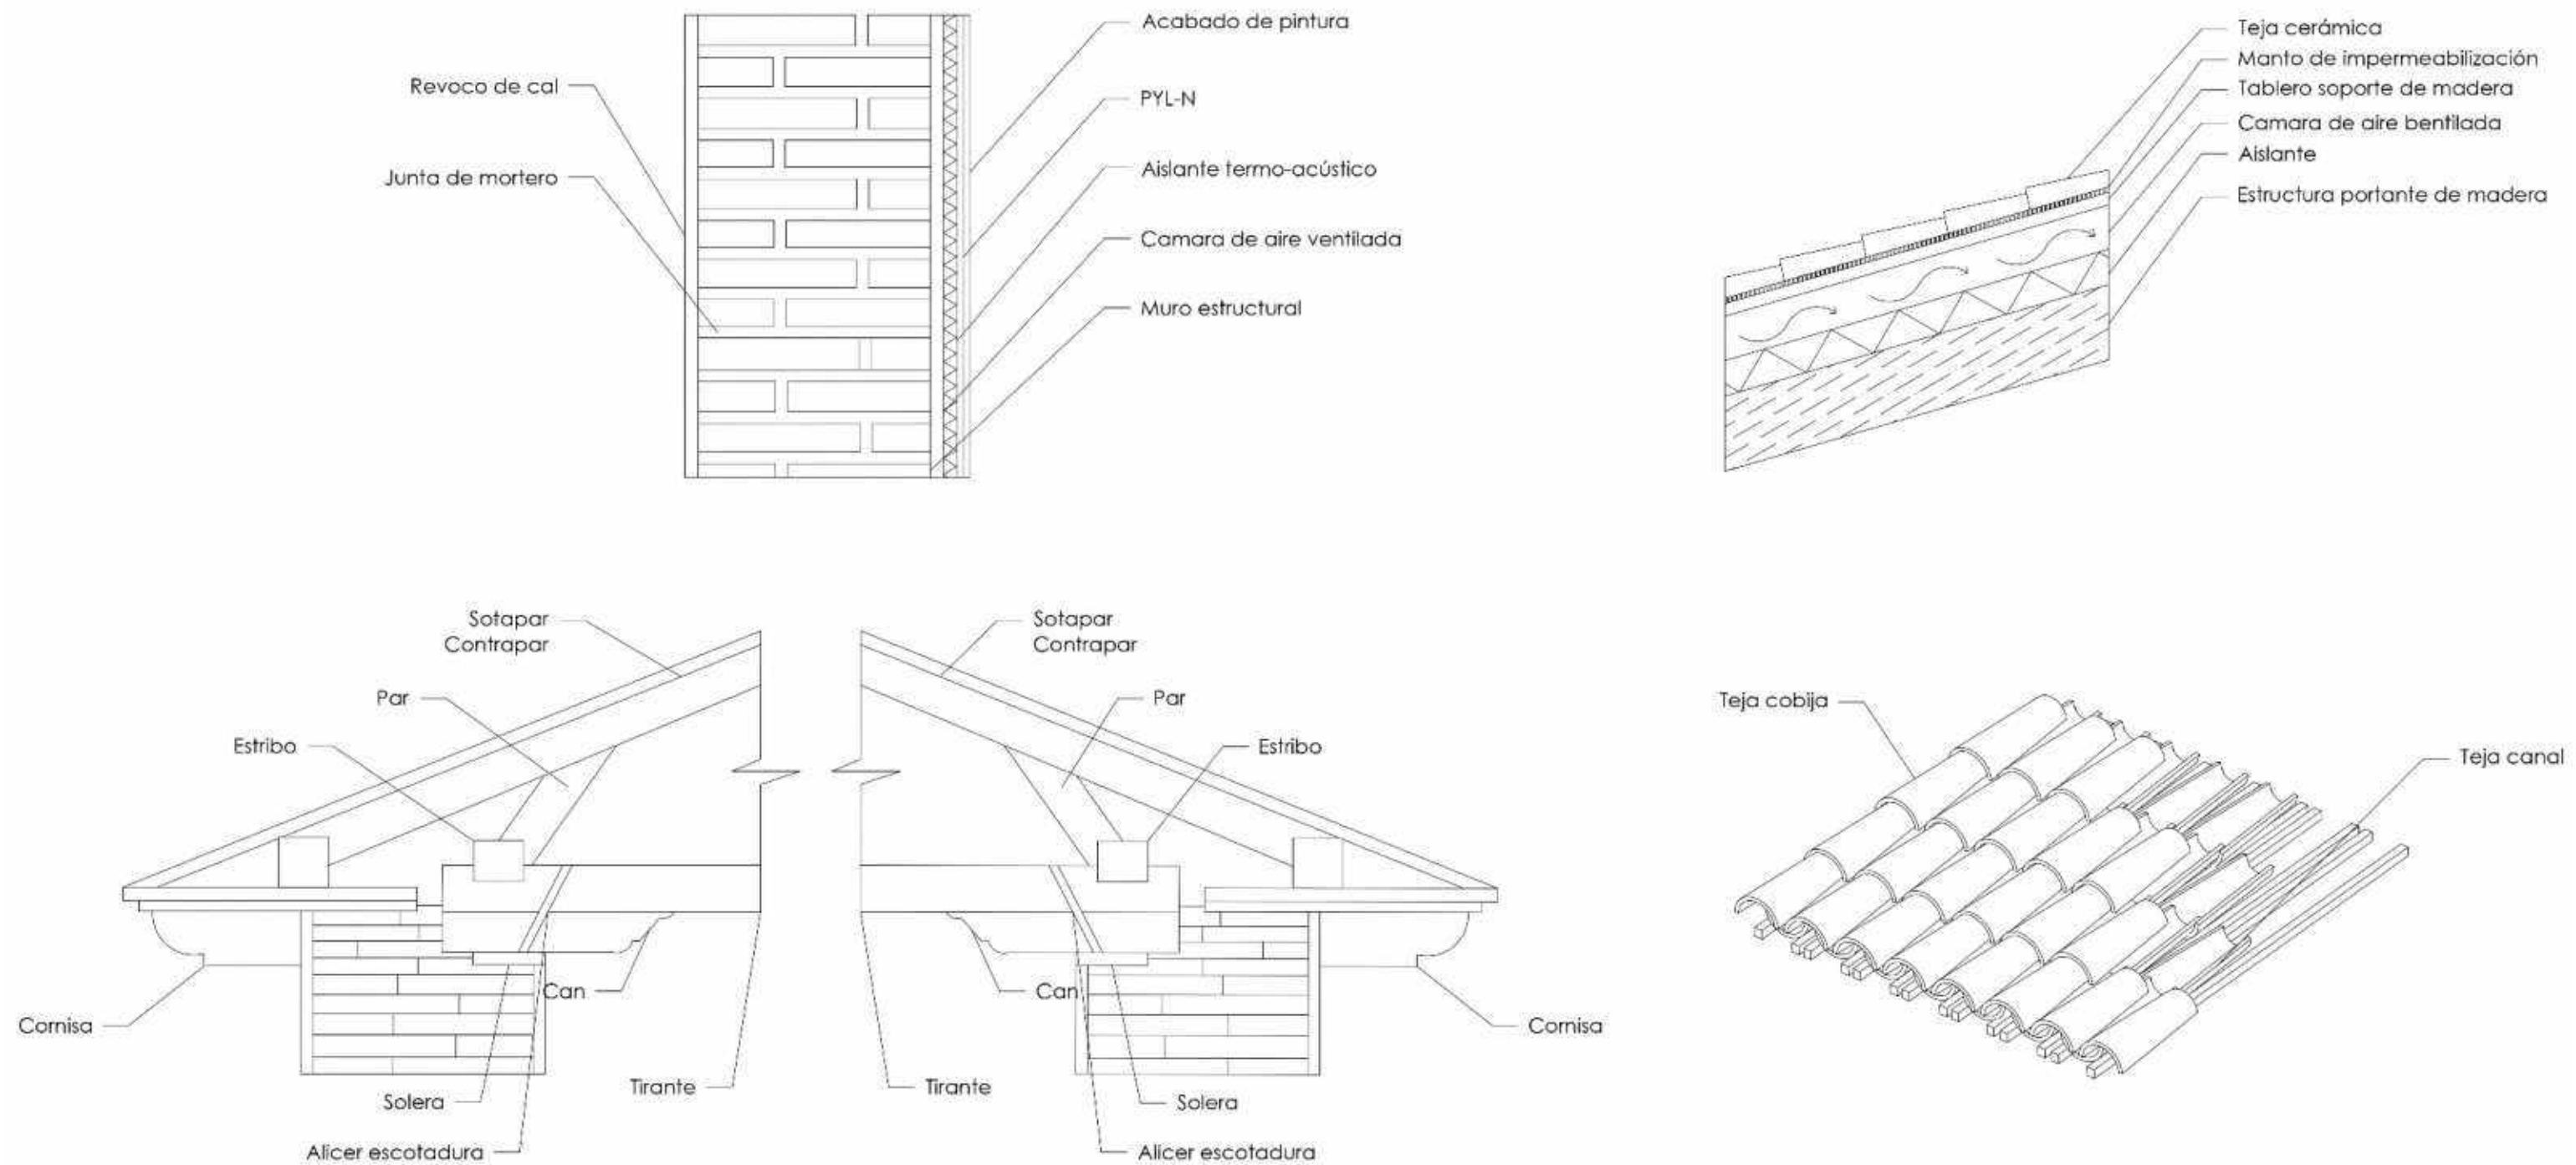 Acabado de pintura
Revoco de cal
PYL-N
Junta de mortero
Aislante termo-acústico
Camara de aire ventilada
Muro estructural
Teja cerámica
Manto de impermeabilización
Tablero soporte de madera
Camara de aire bentilada
Aislante
Estructura portante de madera
Sotapar
Contrapar
Par
Estribo
Can
Cornisa
Tirante
Solera
Alicer escotadura
Sotapar
Contrapar
Par
Estribo
Can
Cornisa
Tirante
Solera
Alicer escotadura
Teja cobija
Teja canal